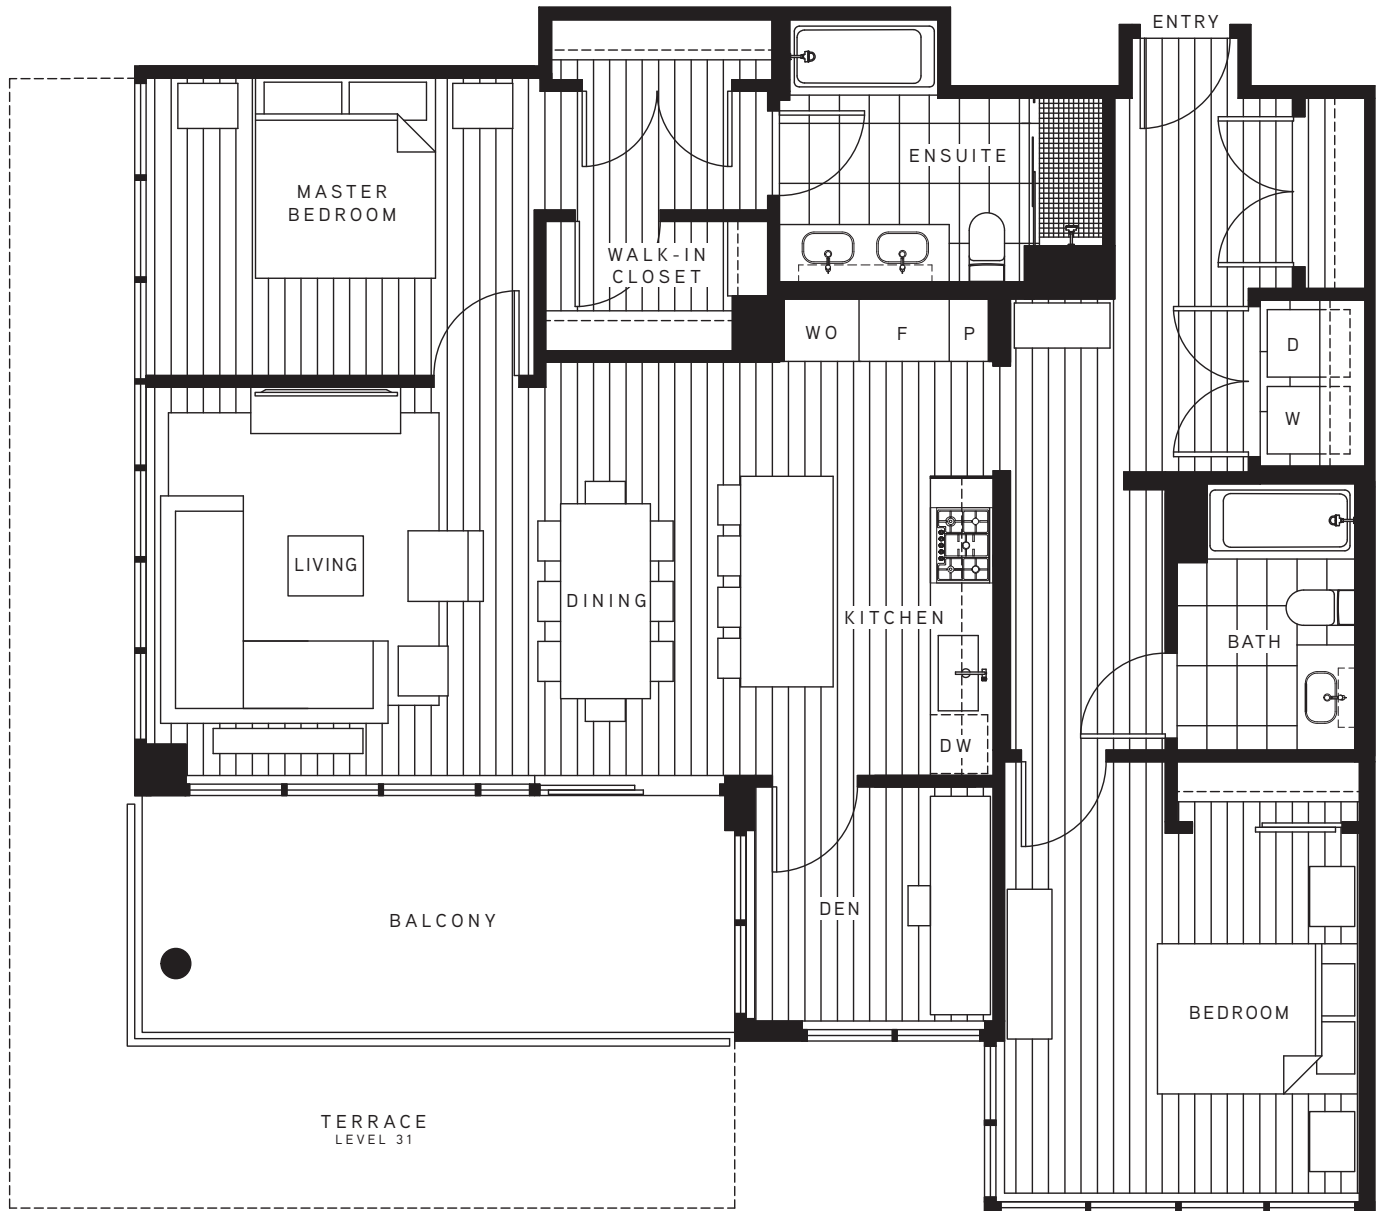 ENTRY
ENSUITE
MASTER
BEDROOM
WALK-IN
CLOSET
WO
F
P
D
W
LIVING
DINING
KITCHEN
BATH
DW
DEN
BALCONY
BEDROOM
TERRACE
LEVEL 31